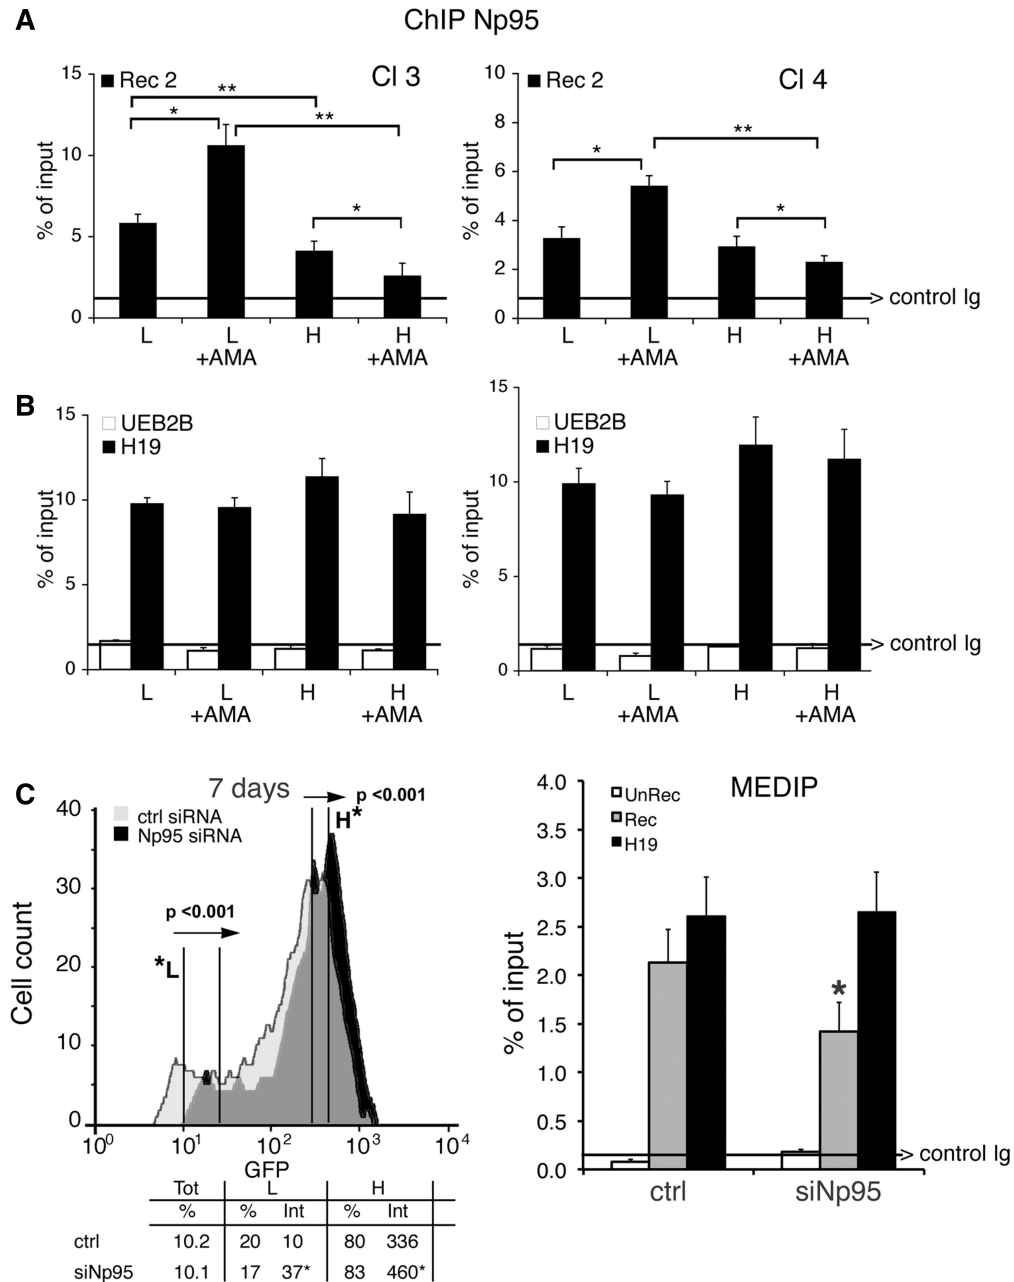 A
ChIP Np95
Rec 2
Cl 3
% of input
15
10
5
0
**
*
**
*
L
L
+AMA
H
H
+AMA
Rec 2
Cl 4
% of input
10
8
6
4
2
0
*
**
*
> control Ig
L
L
+AMA
H
H
+AMA
B
UEB2B
H19
% of input
15
10
5
0
L
L
+AMA
H
H
+AMA
UEB2B
H19
% of input
15
10
5
0
> control Ig
L
L
+AMA
H
H
+AMA
C
7 days
p <0.001
ctrl siRNA
Np95 siRNA
H*
p <0.001
*L
Cell count
40
30
20
10
0
10^0 10^1 10^2 10^3 10^4
GFP
Tot L H
% % Int % Int
ctrl 10.2 20 10 80 336
siNp95 10.1 17 37* 83 460*
MEDIP
UnRec
Rec
H19
% of input
4.0
3.5
3.0
2.5
2.0
1.5
1.0
0.5
0.0
*
> control Ig
ctrl siNp95